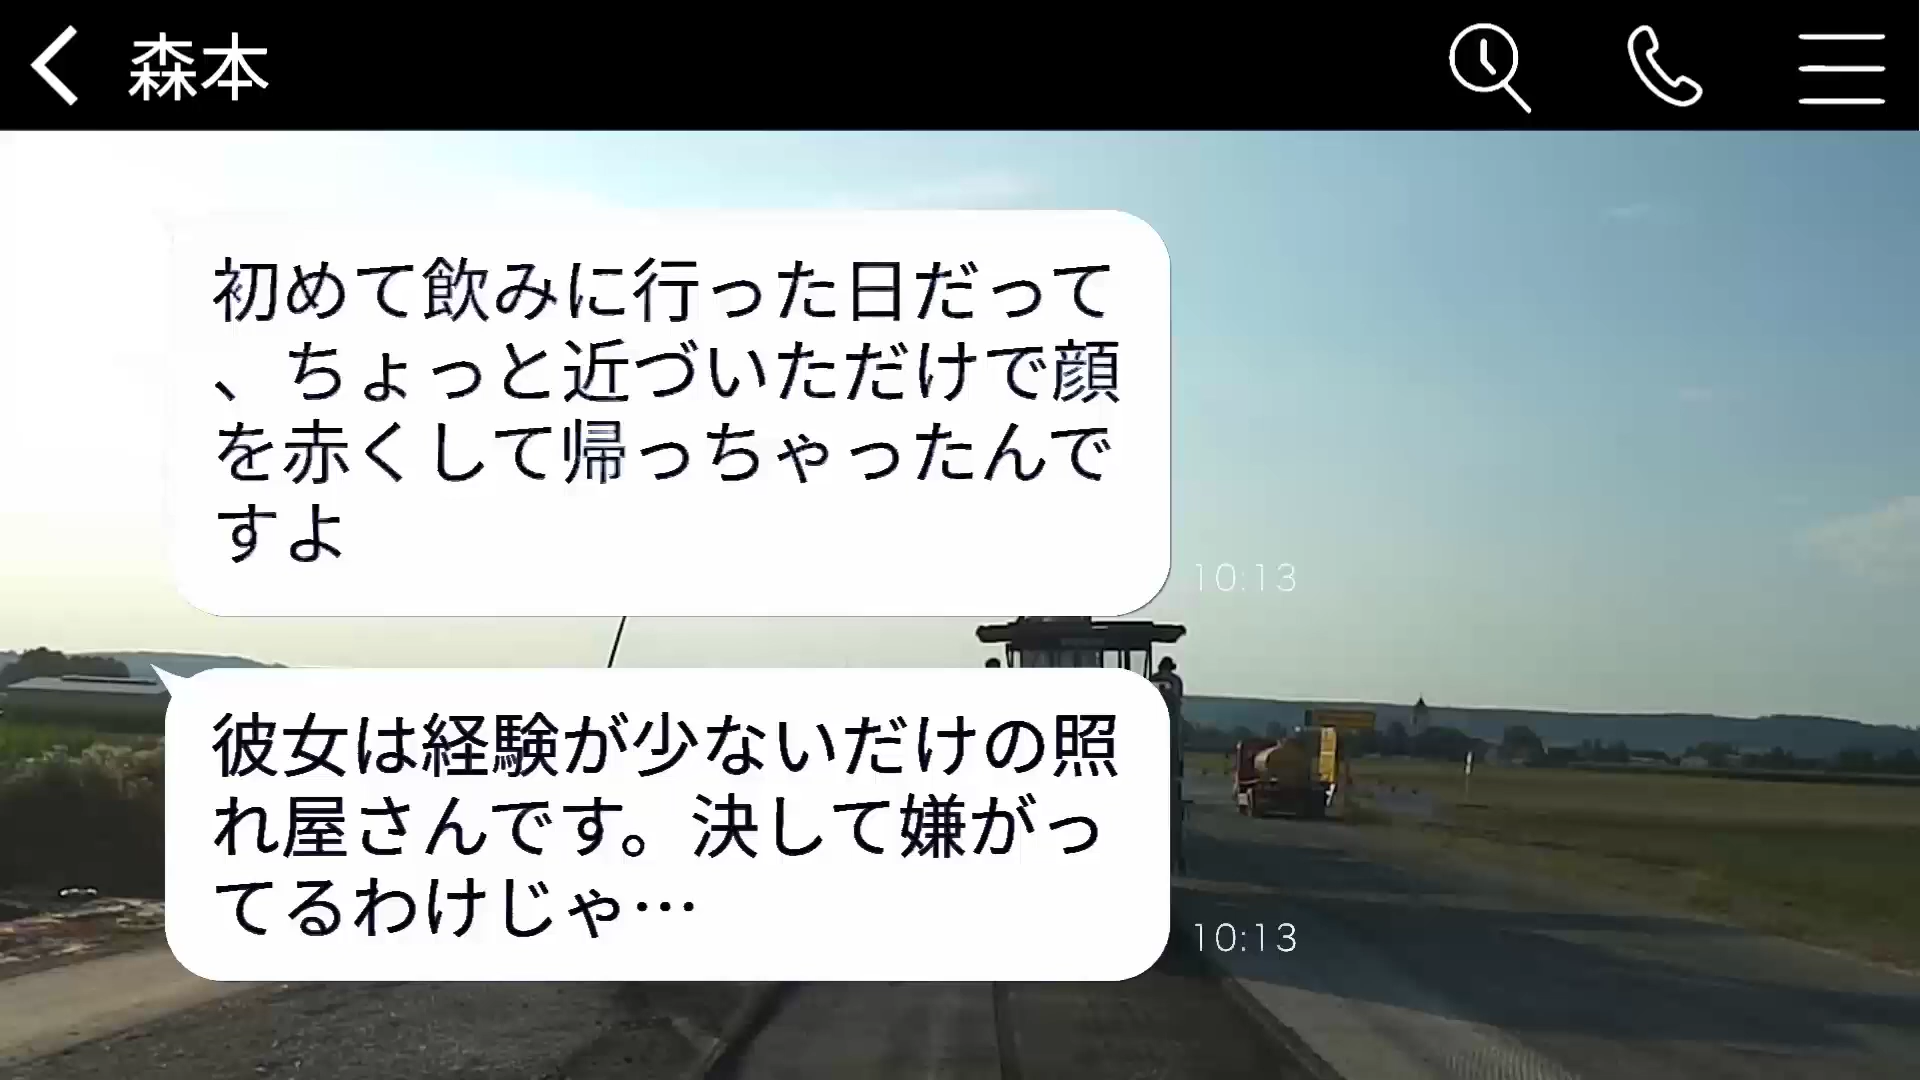 森本
初めて飲みに行った日だって
、ちょっと近づいただけで顔
を赤くして帰っちゃったんで
すよ
10:13
彼女は経験が少ないだけの照
れ屋さんです。決して嫌がっ
てるわけじゃ…
10:13